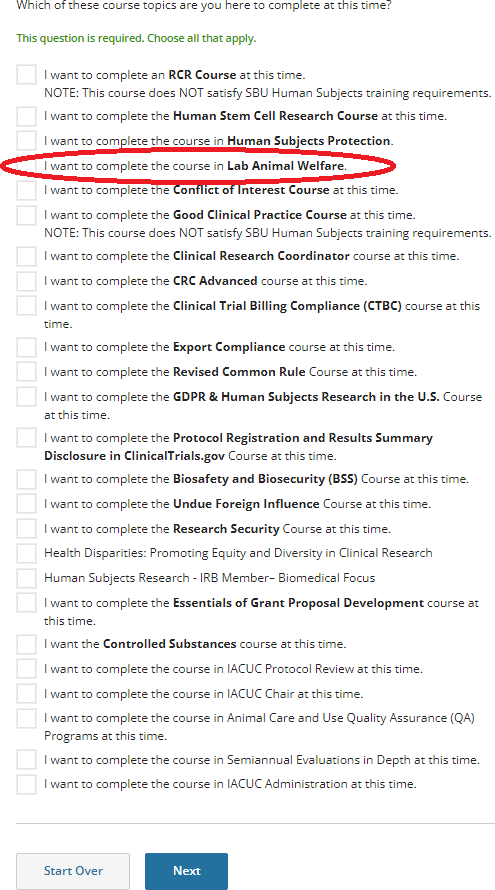 Which of these course topics are you here to complete at this time?
This question is required. Choose all that apply.
I want to complete an RCR Course at this time.
NOTE: This course does NOT satisfy SBU Human Subjects training requirements.
I want to complete the Human Stem Cell Research Course at this time.
I want to complete the course in Human Subjects Protection.
I want to complete the course in Lab Animal Welfare.
I want to complete the Conflict of Interest Course at this time.
I want to complete the Good Clinical Practice Course at this time.
NOTE: This course does NOT satisfy SBU Human Subjects training requirements.
I want to complete the Clinical Research Coordinator course at this time.
I want to complete the CRC Advanced course at this time.
I want to complete the Clinical Trial Billing Compliance (CTBC) course at this
time.
I want to complete the Export Compliance course at this time.
I want to complete the Revised Common Rule Course at this time.
I want to complete the GDPR & Human Subjects Research in the U.S. Course
at this time.
I want to complete the Protocol Registration and Results Summary
Disclosure in ClinicalTrials.gov Course at this time.
I want to complete the Biosafety and Biosecurity (BSS) Course at this time.
I want to complete the Undue Foreign Influence Course at this time.
I want to complete the Research Security Course at this time.
Health Disparities: Promoting Equity and Diversity in Clinical Research
Human Subjects Research - IRB Member– Biomedical Focus
I want to complete the Essentials of Grant Proposal Development course at
this time.
I want the Controlled Substances course at this time.
I want to complete the course in IACUC Protocol Review at this time.
I want to complete the course in IACUC Chair at this time.
I want to complete the course in Animal Care and Use Quality Assurance (QA)
Programs at this time.
I want to complete the course in Semiannual Evaluations in Depth at this time.
I want to complete the course in IACUC Administration at this time.
Start Over
Next